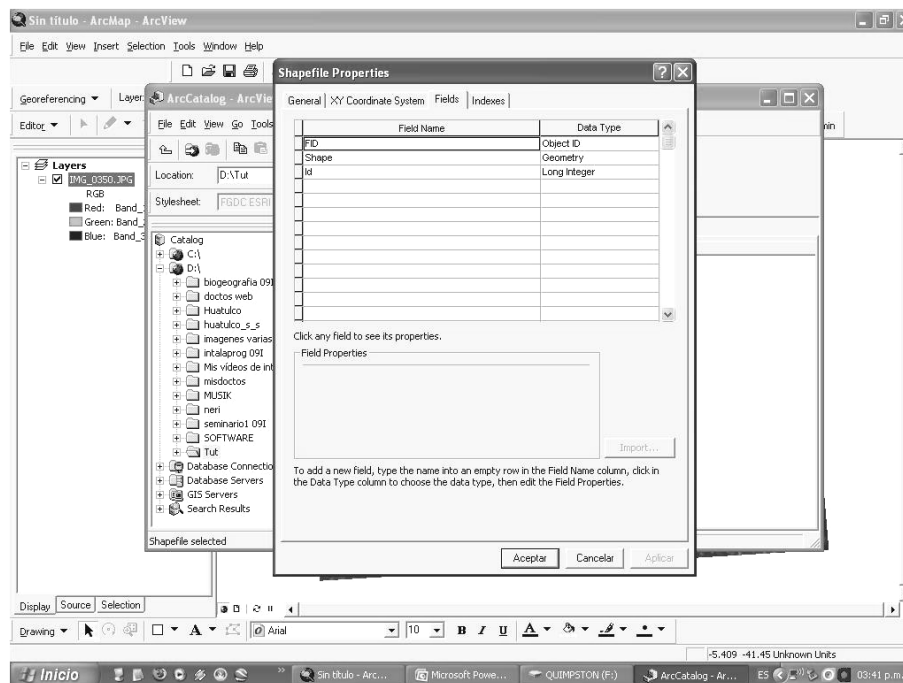 Sin título - ArcMap - ArcView
File Edit View Insert Selection Tools Window Help
Georeferencing
Layer:
Editor
ArcCatalog - ArcVie
File Edit View Go Tools
Location: D:\Tut
Stylesheet: FGDC ESRI
Layers
IMG_0350.JPG
RGB
Red: Band_
Green: Band_
Blue: Band_3
Catalog
C:\
D:\
biogeografia 09I
doctos web
Huatulco
huatulco_s_s
imagenes varias
intalaprog 09I
Mis vídeos de int
misdoctos
MUSIK
neri
seminario1 09I
SOFTWARE
Tut
Database Connectio
Database Servers
GIS Servers
Search Results
Shapefile selected
Shapefile Properties
General XY Coordinate System Fields Indexes
Field Name Data Type
FID Object ID
Shape Geometry
Id Long Integer
Click any field to see its properties.
Field Properties
Import...
To add a new field, type the name into an empty row in the Field Name column, click in
the Data Type column to choose the data type, then edit the Field Properties.
Aceptar Cancelar Aplicar
Display Source Selection
Drawing A Arial 10 B I U A
-5.409 -41.45 Unknown Units
Inicio Sin título - Arc... Microsoft Powe... QUIMPSTON (F:) ArcCatalog - Ar... ES 03:41 p.m.